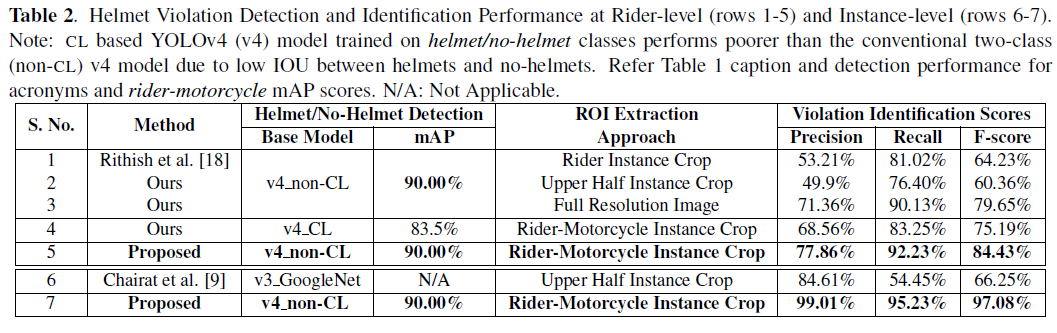 Table 2. Helmet Violation Detection and Identification Performance at Rider-level (rows 1-5) and Instance-level (rows 6-7).
Note: CL based YOLOv4 (v4) model trained on helmet/no-helmet classes performs poorer than the conventional two-class
(non-CL) v4 model due to low IOU between helmets and no-helmets. Refer Table 1 caption and detection performance for
acronyms and rider-motorcycle mAP scores. N/A: Not Applicable.
S. No. Method Helmet/No-Helmet Detection ROI Extraction Violation Identification Scores
Base Model mAP Approach Precision Recall F-score
1 Rithish et al. [18] Rider Instance Crop 53.21% 81.02% 64.23%
2 Ours v4_non-CL 90.00% Upper Half Instance Crop 49.9% 76.40% 60.36%
3 Ours Full Resolution Image 71.36% 90.13% 79.65%
4 Ours v4_CL 83.5% Rider-Motorcycle Instance Crop 68.56% 83.25% 75.19%
5 Proposed v4_non-CL 90.00% Rider-Motorcycle Instance Crop 77.86% 92.23% 84.43%
6 Chairat et al. [9] v3_GoogleNet N/A Upper Half Instance Crop 84.61% 54.45% 66.25%
7 Proposed v4_non-CL 90.00% Rider-Motorcycle Instance Crop 99.01% 95.23% 97.08%